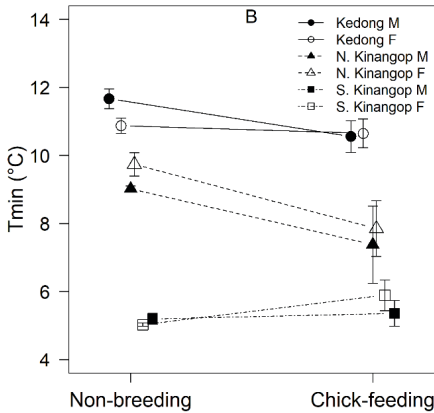 B
Kedong M
Kedong F
N. Kinangop M
N. Kinangop F
S. Kinangop M
S. Kinangop F
Tmin (°C)
14
12
10
8
6
4
Non-breeding
Chick-feeding